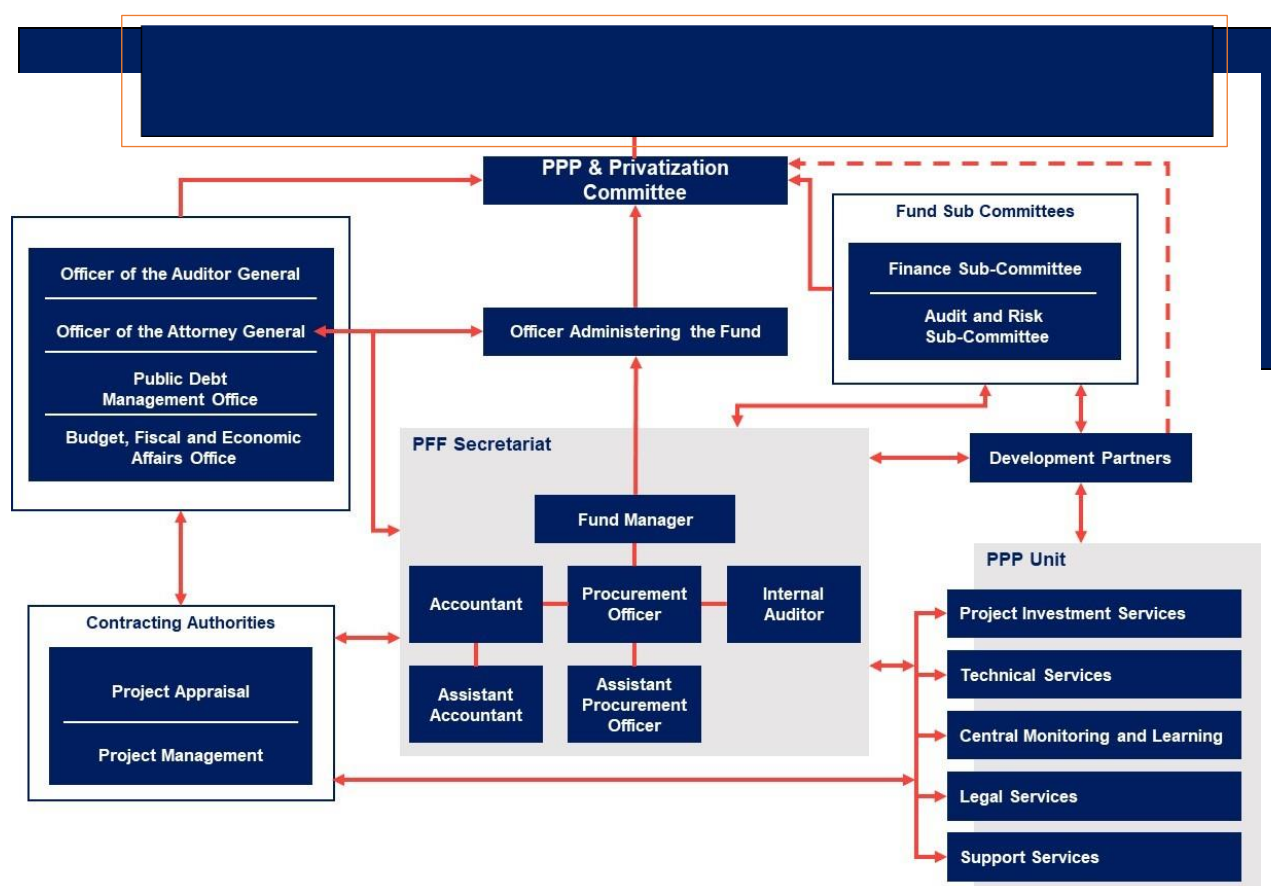 PPP & Privatization
Committee
Fund Sub Committees
Finance Sub-Committee
Audit and Risk
Sub-Committee
Officer of the Auditor General
Officer of the Attorney General
Public Debt
Management Office
Budget, Fiscal and Economic
Affairs Office
Officer Administering the Fund
PFF Secretariat
Development Partners
Fund Manager
Accountant
Procurement
Officer
Internal
Auditor
Assistant
Accountant
Assistant
Procurement
Officer
Contracting Authorities
Project Appraisal
Project Management
PPP Unit
Project Investment Services
Technical Services
Central Monitoring and Learning
Legal Services
Support Services